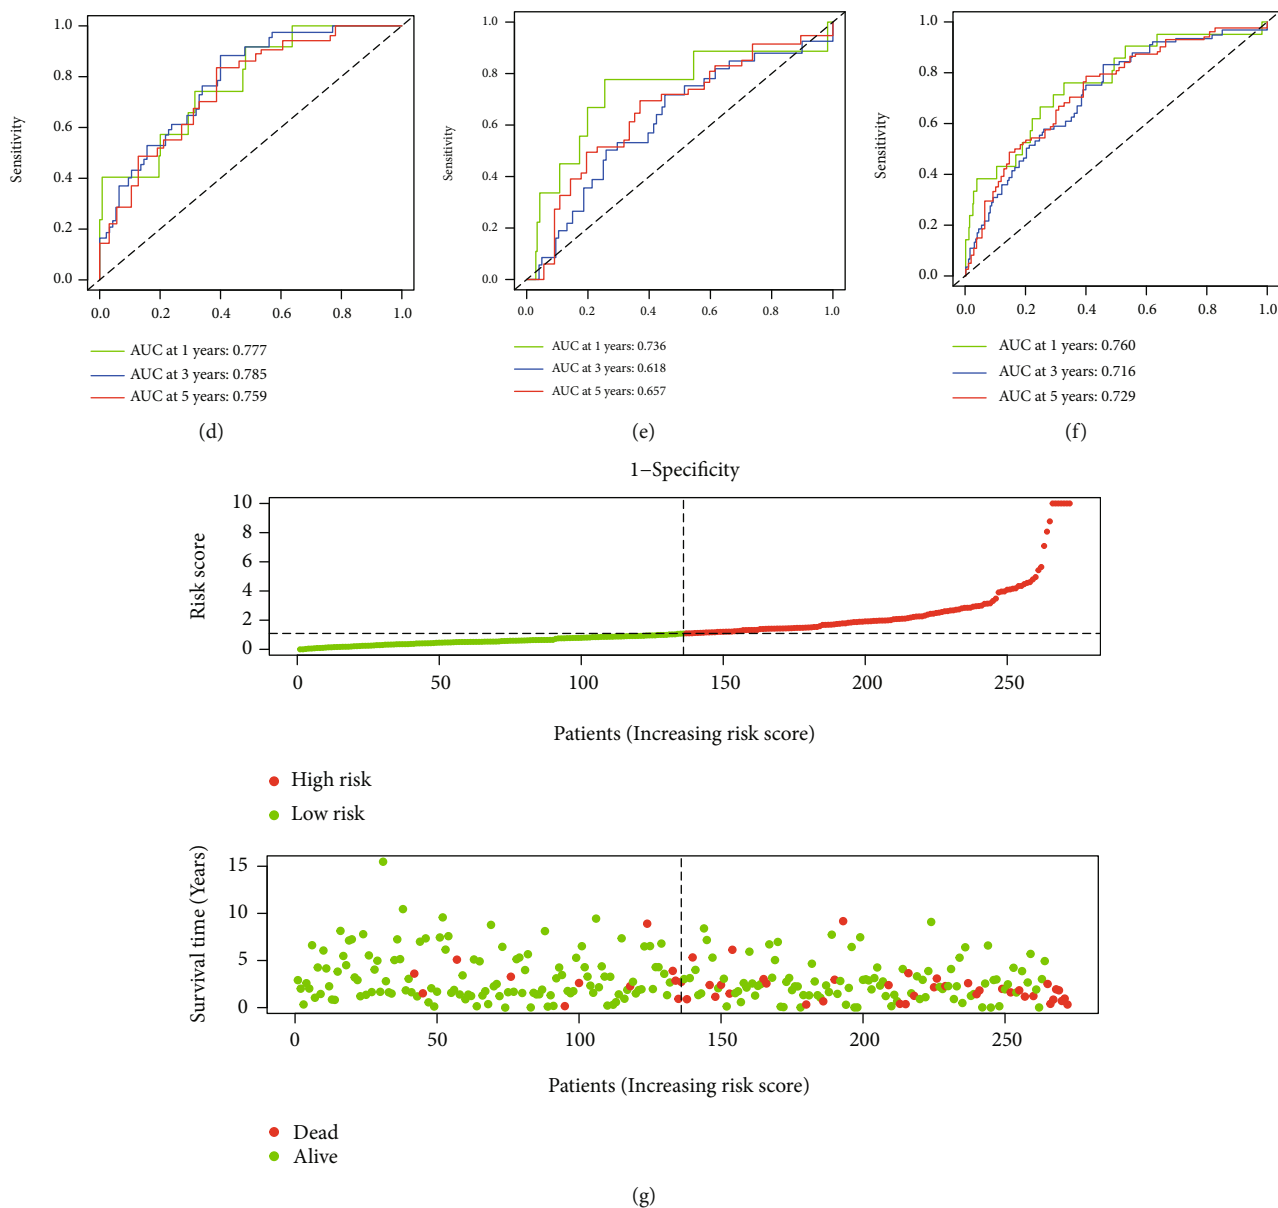 Sensitivity
1.0
0.8
0.6
0.4
0.2
0.0
0.0 0.2 0.4 0.6 0.8 1.0
AUC at 1 years: 0.777
AUC at 3 years: 0.785
AUC at 5 years: 0.759
(d)
Sensitivity
1.0
0.8
0.6
0.4
0.2
0.0
0.0 0.2 0.4 0.6 0.8 1.0
AUC at 1 years: 0.736
AUC at 3 years: 0.618
AUC at 5 years: 0.657
(e)
Sensitivity
1.0
0.8
0.6
0.4
0.2
0.0
0.0 0.2 0.4 0.6 0.8 1.0
AUC at 1 years: 0.760
AUC at 3 years: 0.716
AUC at 5 years: 0.729
(f)
1−Specificity
Risk score
10
8
6
4
2
0
0 50 100 150 200 250
Patients (Increasing risk score)
High risk
Low risk
Survival time (Years)
15
10
5
0
0 50 100 150 200 250
Patients (Increasing risk score)
Dead
Alive
(g)